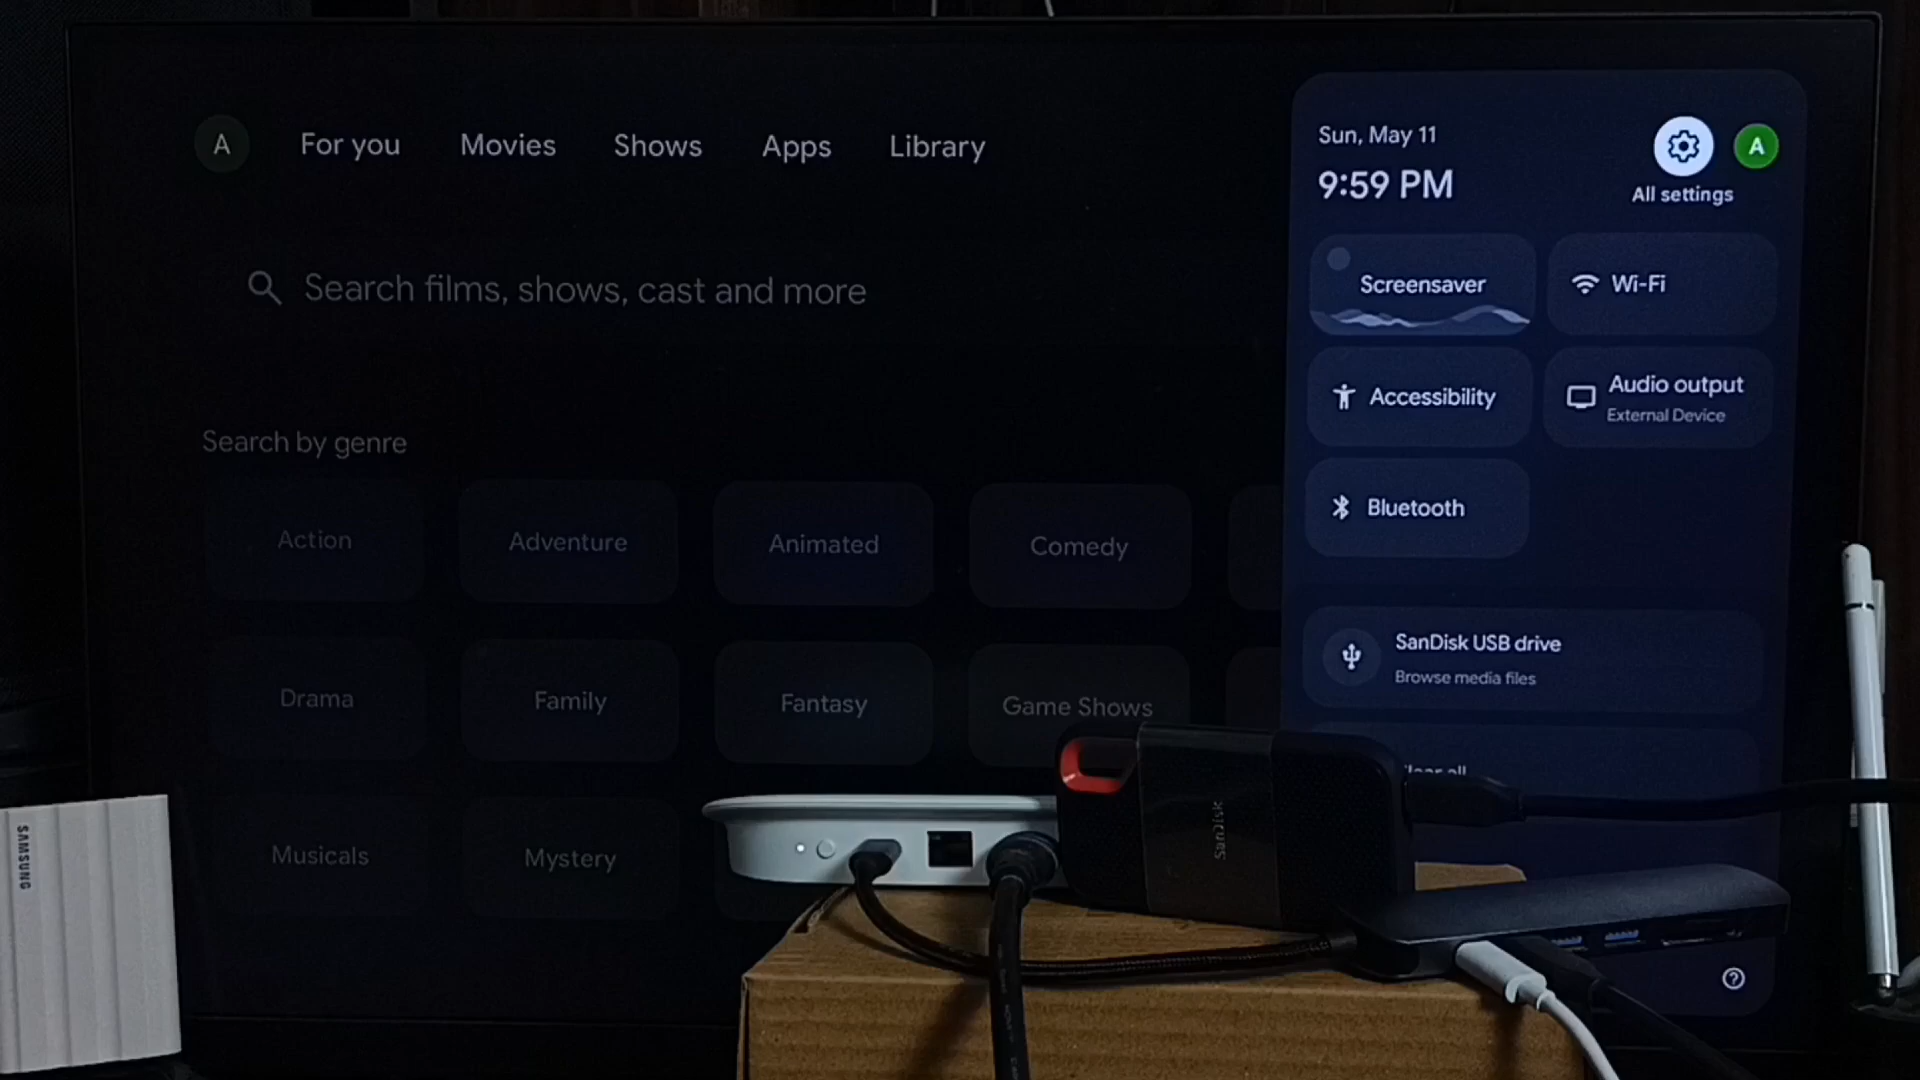 A
For you
Movies
Shows
Apps
Library
Search films, shows, cast and more
Search by genre
Action
Adventure
Animated
Comedy
Drama
Family
Fantasy
Game Shows
Musicals
Mystery
Sun, May 11
9:59 PM
All settings
A
Screensaver
Wi-Fi
Accessibility
Audio output
External Device
Bluetooth
SanDisk USB drive
Browse media files
Clear all
SanDisk
SAMSUNG